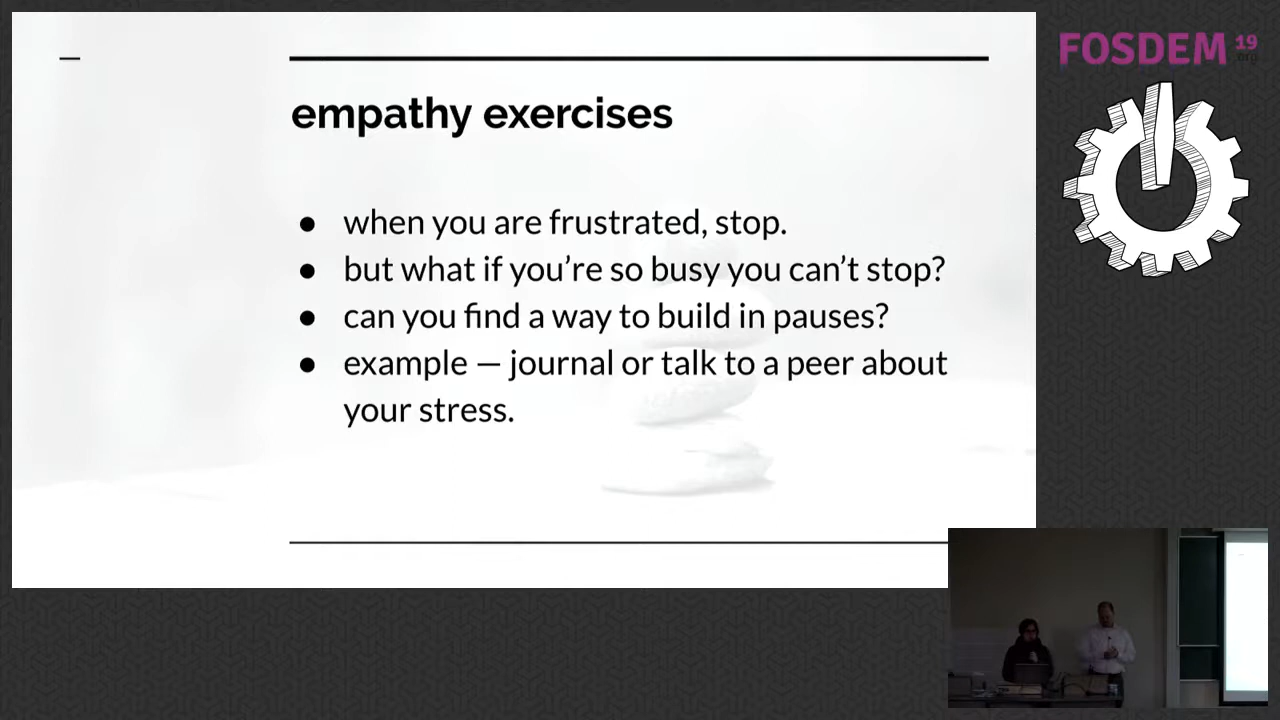 FOSDEM 19
.org
empathy exercises
● when you are frustrated, stop.
● but what if you’re so busy you can’t stop?
● can you find a way to build in pauses?
● example — journal or talk to a peer about
your stress.